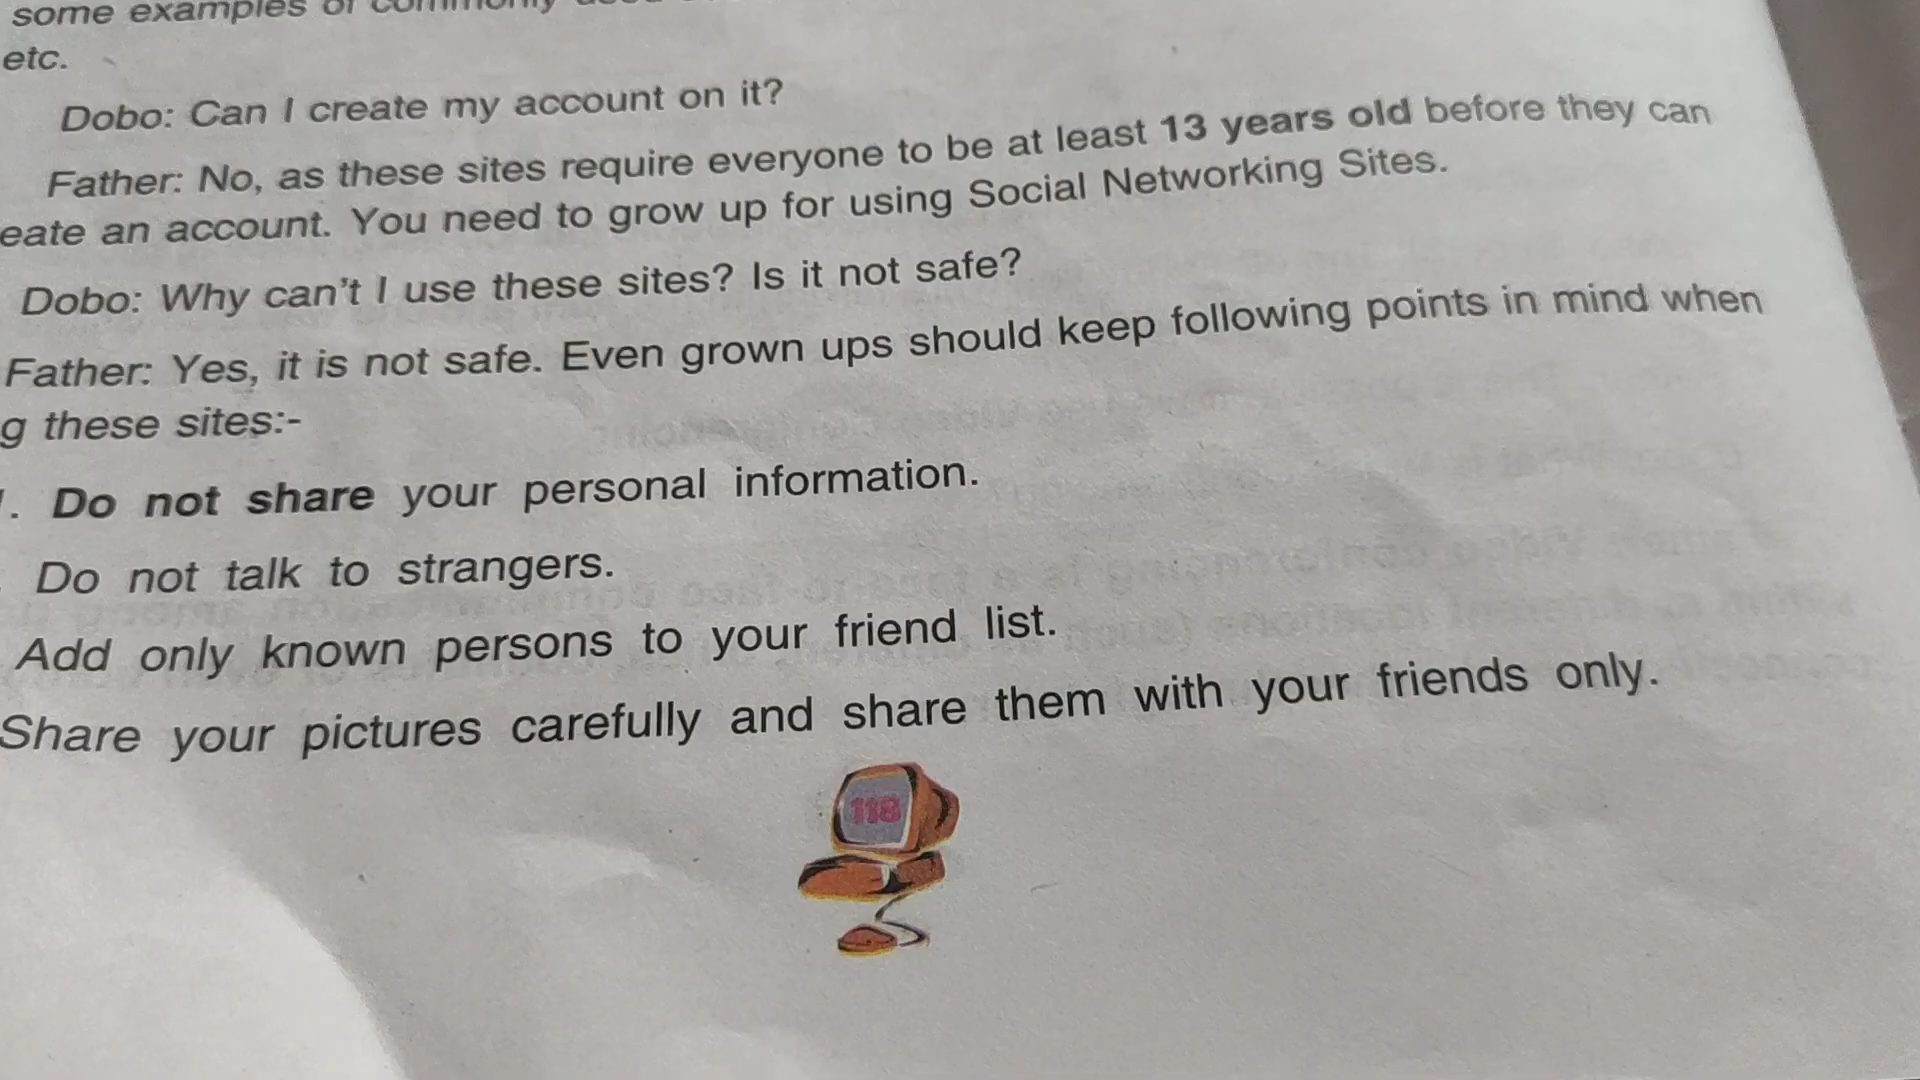 some examples of commonly
etc.
Dobo: Can I create my account on it?
Father: No, as these sites require everyone to be at least 13 years old before they can
eate an account. You need to grow up for using Social Networking Sites.
Dobo: Why can't I use these sites? Is it not safe?
Father: Yes, it is not safe. Even grown ups should keep following points in mind when
g these sites:-
. Do not share your personal information.
Do not talk to strangers.
Add only known persons to your friend list.
Share your pictures carefully and share them with your friends only.
118